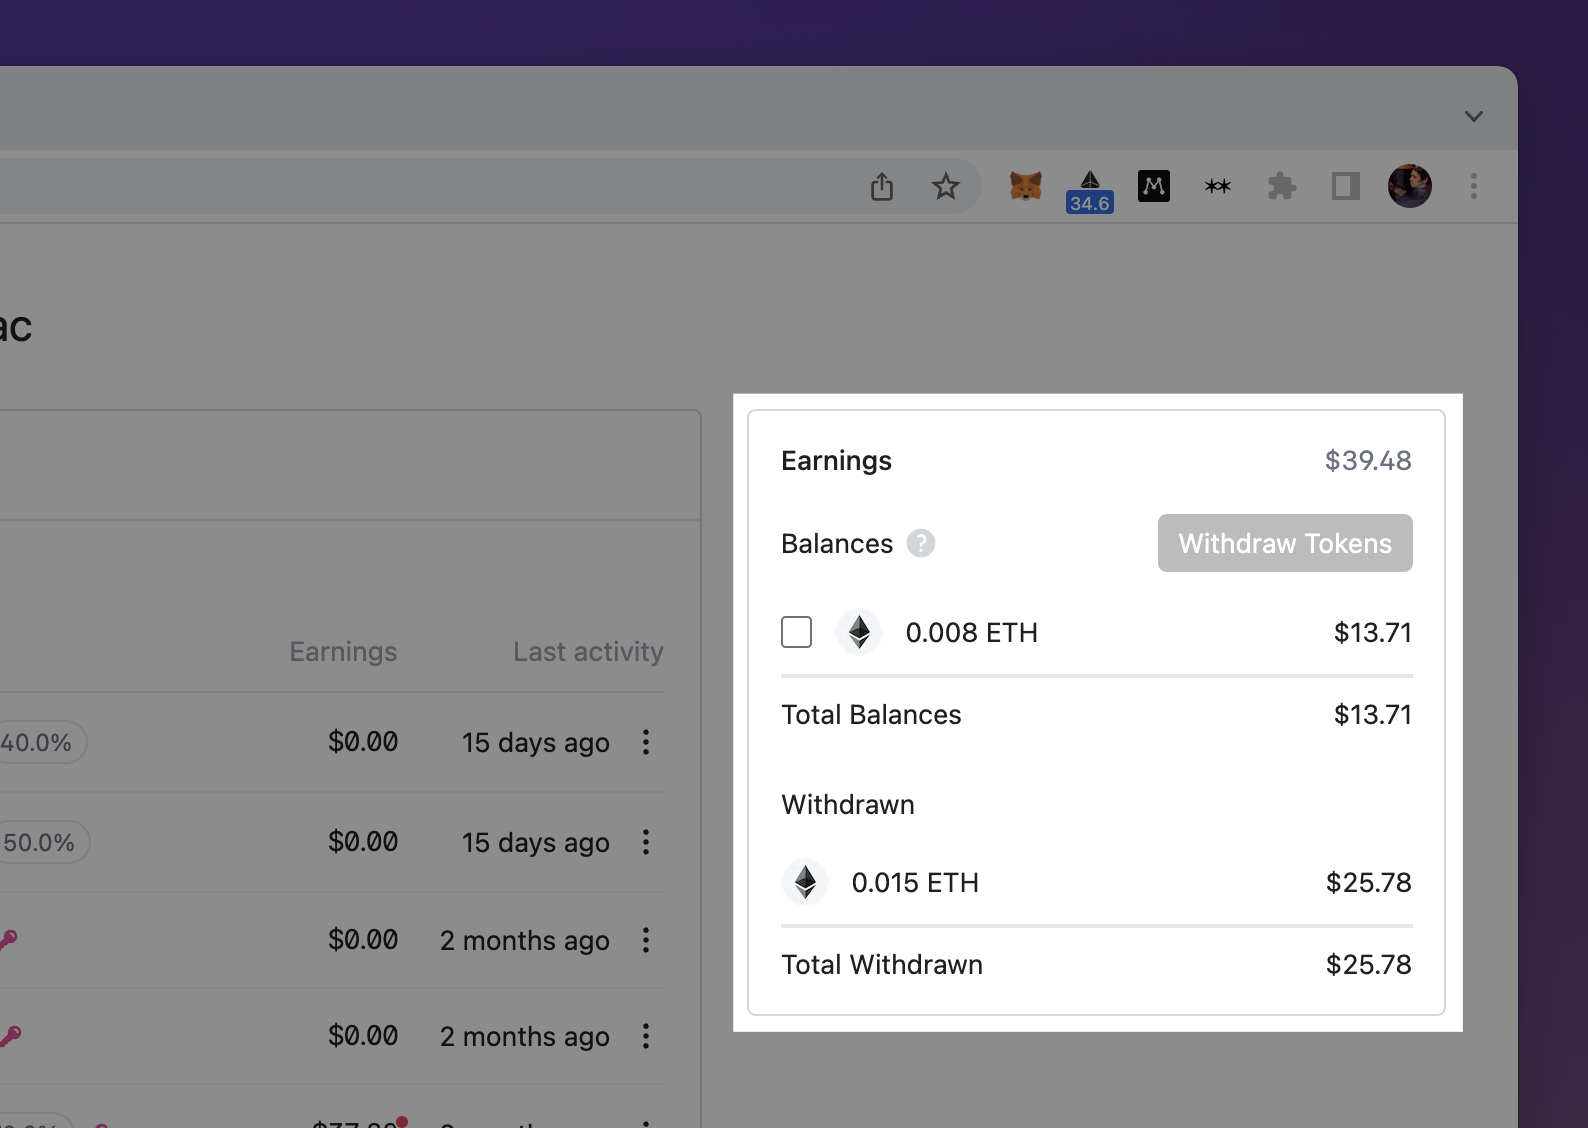 34.6
ac
Earnings $39.48
Balances ? Withdraw Tokens
0.008 ETH $13.71
Total Balances $13.71
Withdrawn
0.015 ETH $25.78
Total Withdrawn $25.78
Earnings Last activity
40.0% $0.00 15 days ago
50.0% $0.00 15 days ago
$0.00 2 months ago
$0.00 2 months ago